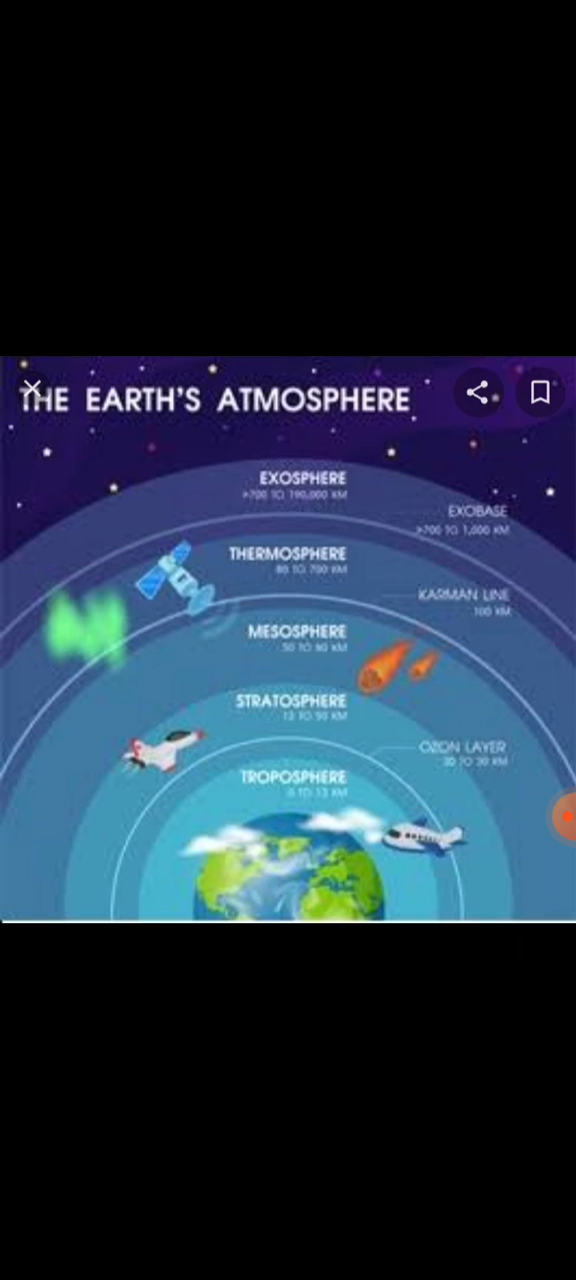 THE EARTH'S ATMOSPHERE
EXOSPHERE
>700 TO 190,000 KM
EXOBASE
>700 TO 1,000 KM
THERMOSPHERE
80 TO 700 KM
KARMAN LINE
100 KM
MESOSPHERE
50 TO 80 KM
STRATOSPHERE
13 TO 50 KM
OZON LAYER
20 TO 30 KM
TROPOSPHERE
0 TO 13 KM